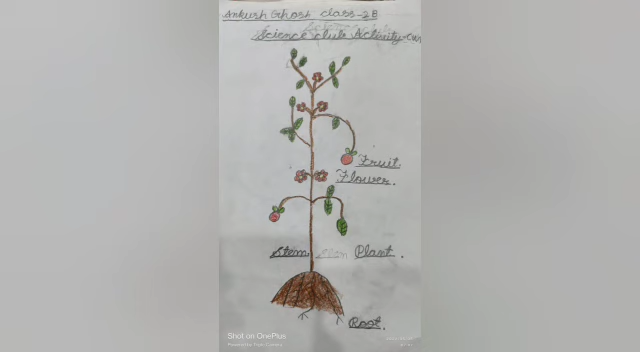 Ankush Ghosh class-2B
Science club Activity-
Fruit
Flower.
Stem Plant.
Root.
Shot on OnePlus